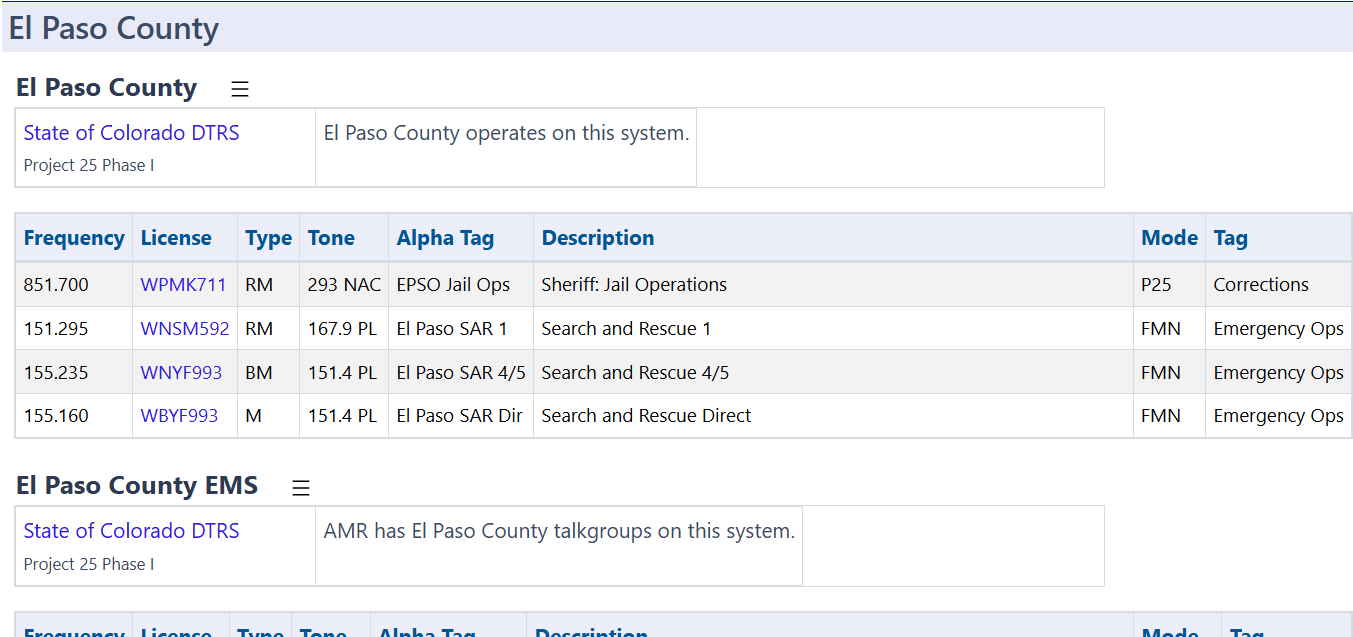 El Paso County
El Paso County
State of Colorado DTRS El Paso County operates on this system.
Project 25 Phase I
Frequency License Type Tone Alpha Tag Description Mode Tag
851.700 WPMK711 RM 293 NAC EPSO Jail Ops Sheriff: Jail Operations P25 Corrections
151.295 WNSM592 RM 167.9 PL El Paso SAR 1 Search and Rescue 1 FMN Emergency Ops
155.235 WNYF993 BM 151.4 PL El Paso SAR 4/5 Search and Rescue 4/5 FMN Emergency Ops
155.160 WBYF993 M 151.4 PL El Paso SAR Dir Search and Rescue Direct FMN Emergency Ops
El Paso County EMS
State of Colorado DTRS AMR has El Paso County talkgroups on this system.
Project 25 Phase I
Frequency License Type Tone Alpha Tag Description Mode Tag